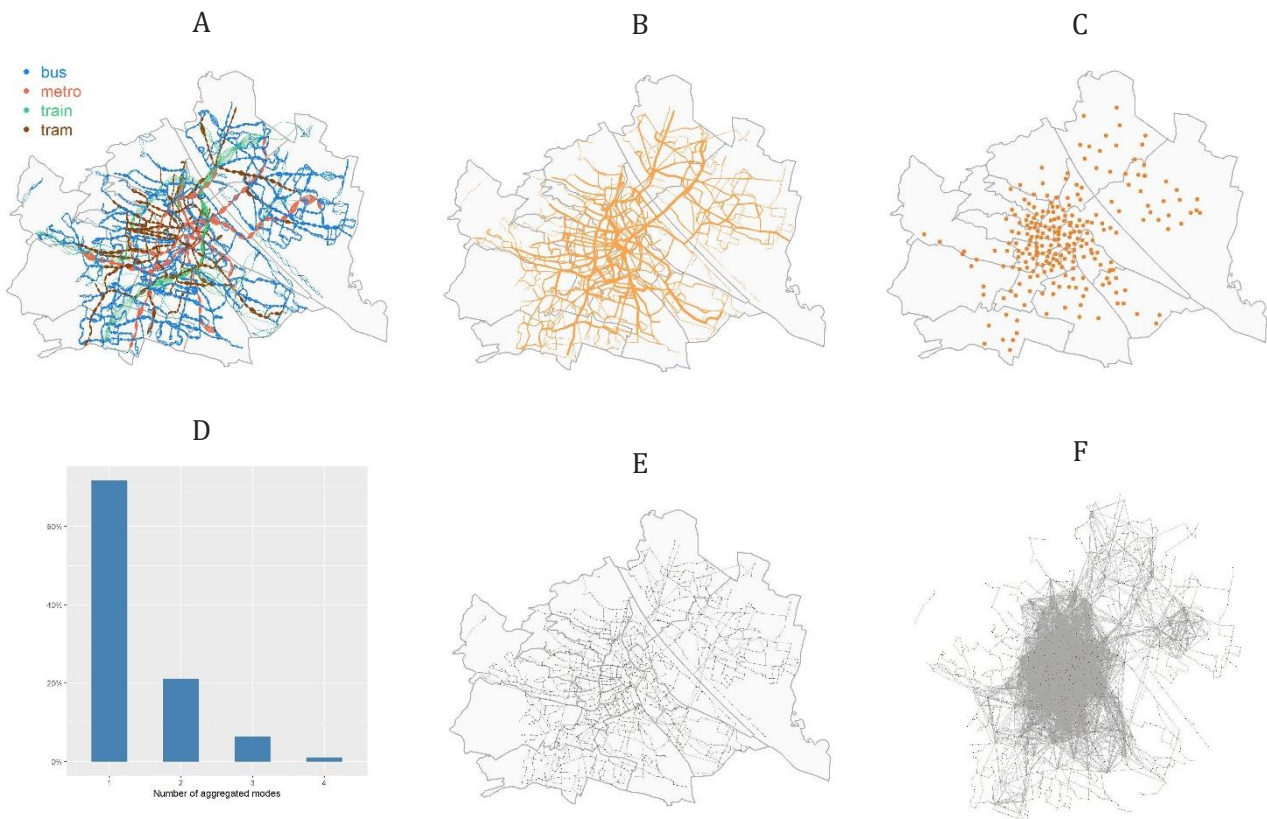 A
B
C
bus
metro
train
tram
D
E
F
60%
40%
20%
0%
1
2
3
4
Number of aggregated modes